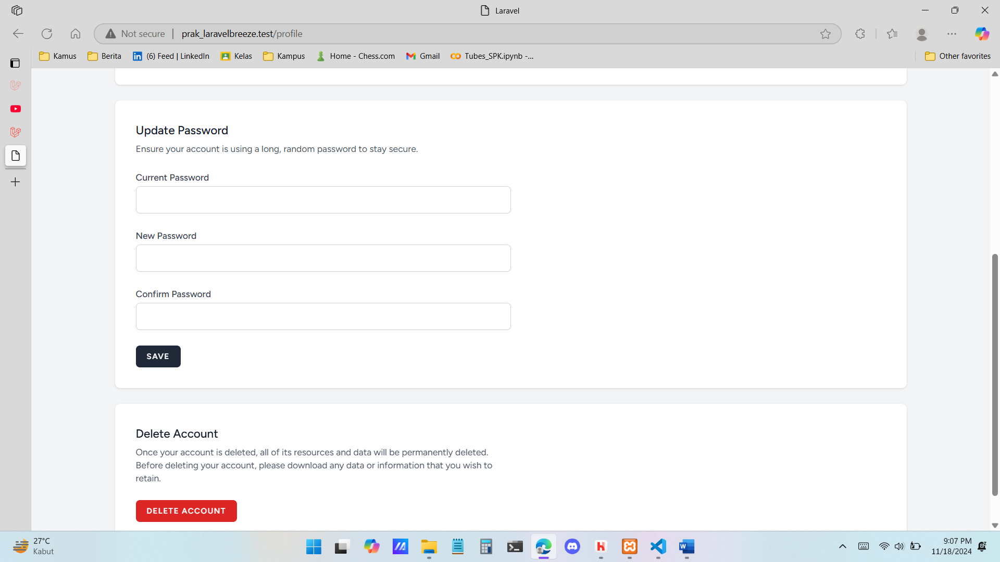 Laravel
Not secure
prak_laravelbreeze.test/profile
Kamus
Berita
(6) Feed | LinkedIn
Kelas
Kampus
Home - Chess.com
Gmail
Tubes_SPK.ipynb -...
Other favorites
Update Password
Ensure your account is using a long, random password to stay secure.
Current Password
New Password
Confirm Password
SAVE
Delete Account
Once your account is deleted, all of its resources and data will be permanently deleted.
Before deleting your account, please download any data or information that you wish to
retain.
DELETE ACCOUNT
27°C
Kabut
9:07 PM
11/18/2024